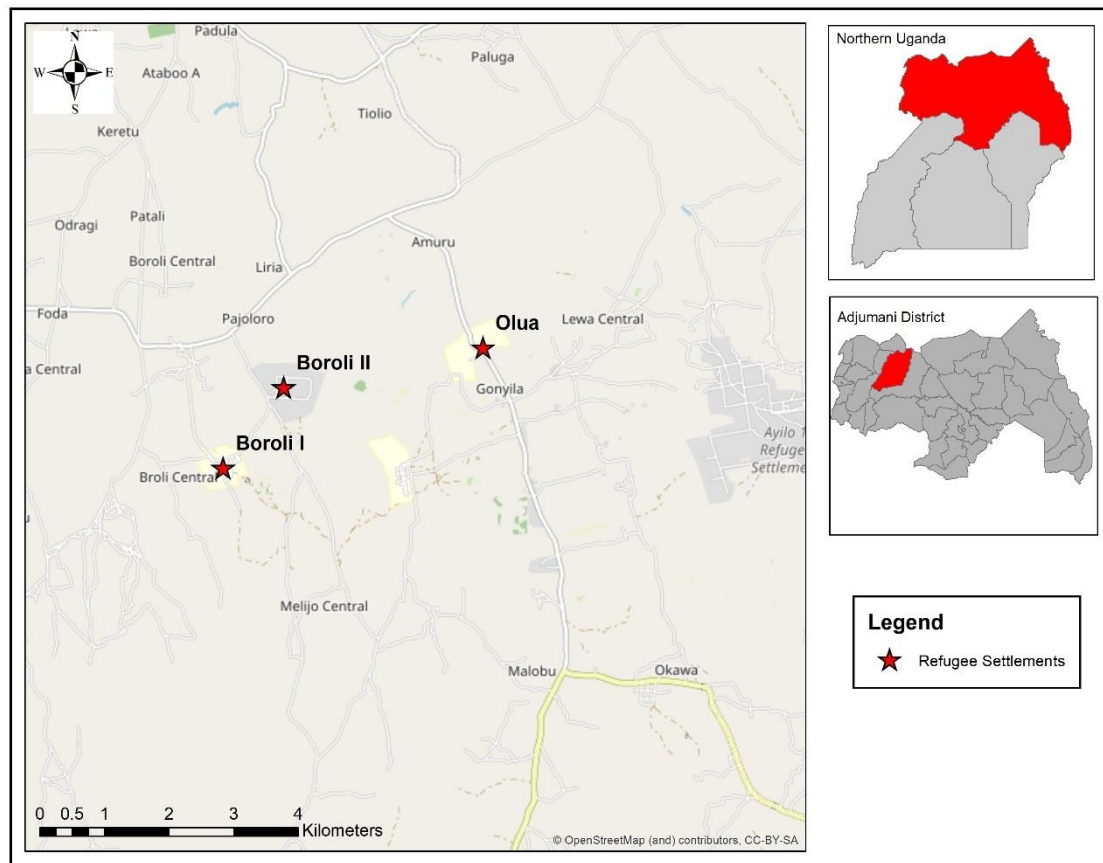 N
W
E
S
Padula
Ataboo A
Keretu
Paluga
Tiolio
Odragi
Patali
Boroli Central
Liria
Amuru
Foda
Pajoloro
Lewa Central
Olua
Boroli II
Gonyila
Boroli I
Broli Central
Ayilo 1
Refugee
Melijo Central
Malobu
Okawa
0 0.5 1 2 3 4
Kilometers
© OpenStreetMap (and) contributors, CC-BY-SA
Northern Uganda
Adjumani District
Legend
Refugee Settlements